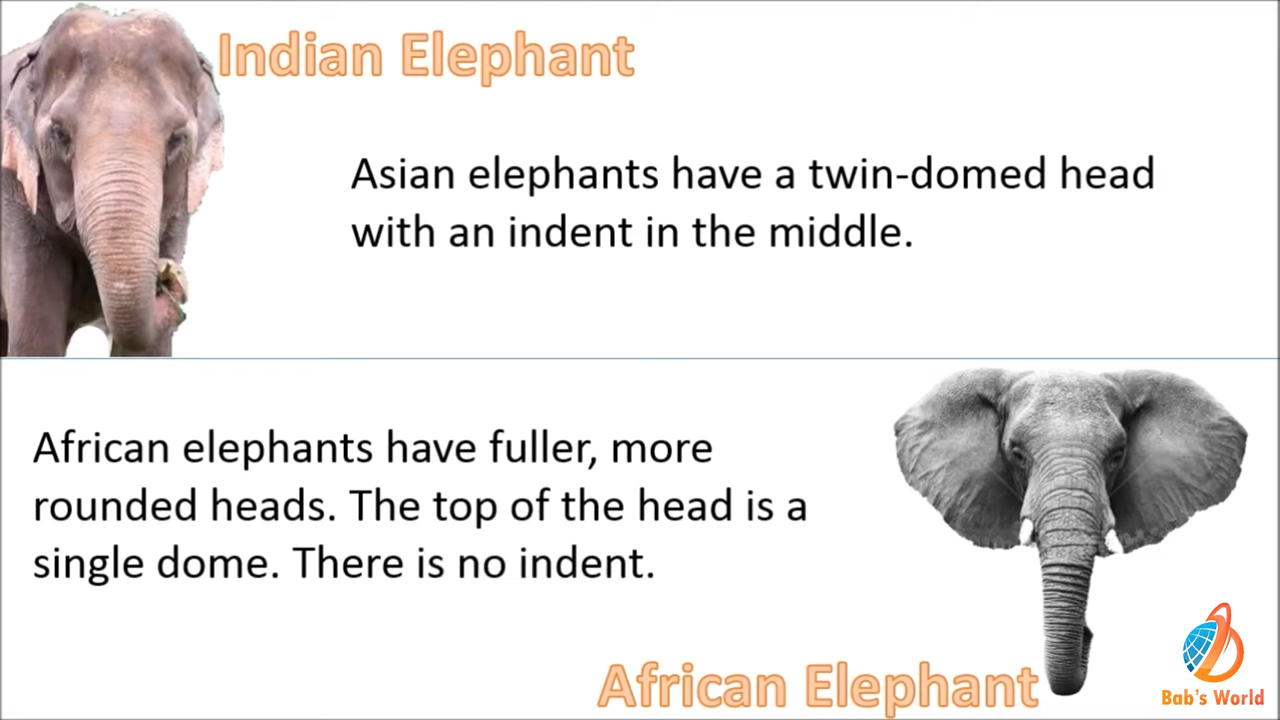 Indian Elephant
Asian elephants have a twin-domed head
with an indent in the middle.
African elephants have fuller, more
rounded heads. The top of the head is a
single dome. There is no indent.
African Elephant
Bab's World